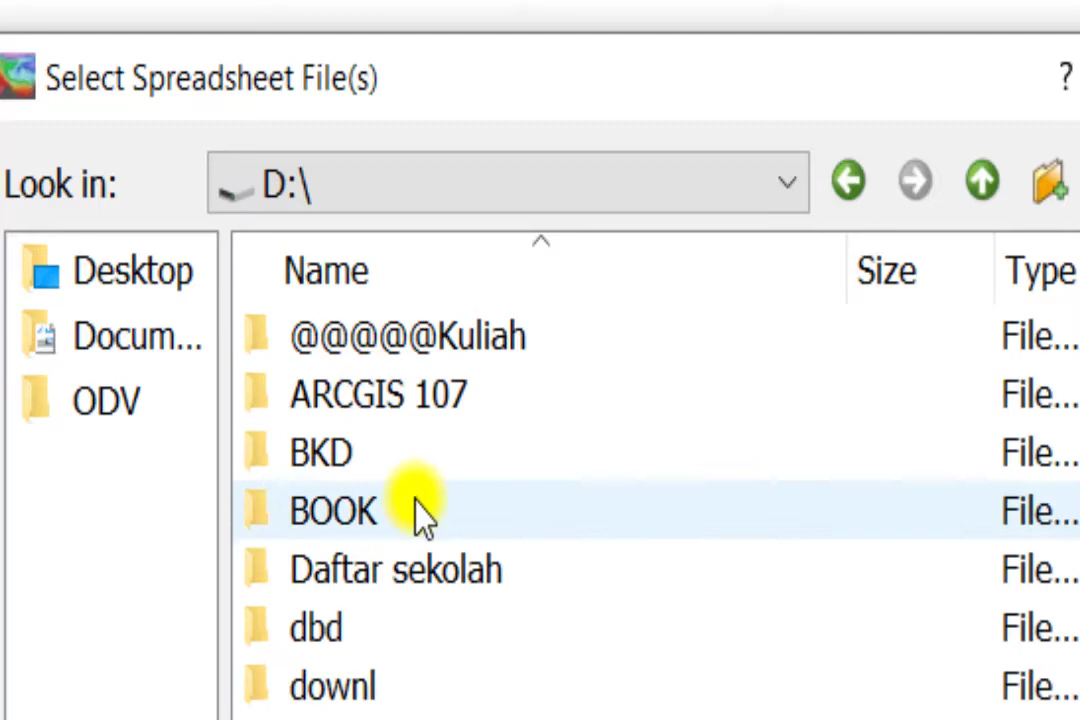 Select Spreadsheet File(s) ?
Look in: D:\
Desktop
Docum...
ODV
Name Size Type
@@@@@Kuliah File...
ARCGIS 107 File...
BKD File...
BOOK File...
Daftar sekolah File...
dbd File...
downl File...